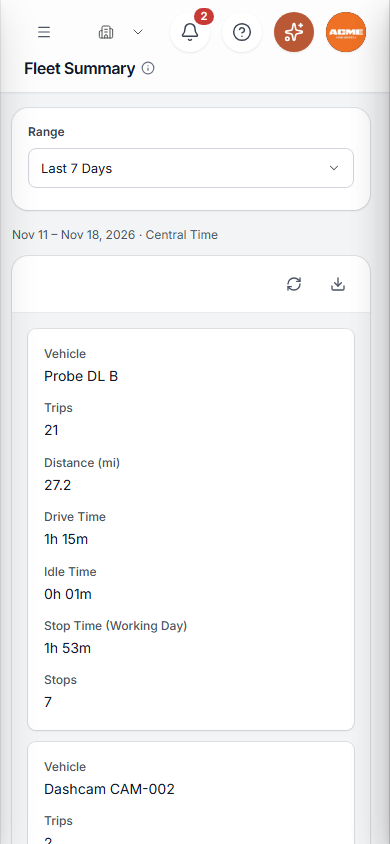 2
ACME
Fleet Summary
Range
Last 7 Days
Nov 11 – Nov 18, 2026 · Central Time
Vehicle
Probe DL B
Trips
21
Distance (mi)
27.2
Drive Time
1h 15m
Idle Time
0h 01m
Stop Time (Working Day)
1h 53m
Stops
7
Vehicle
Dashcam CAM-002
Trips
2